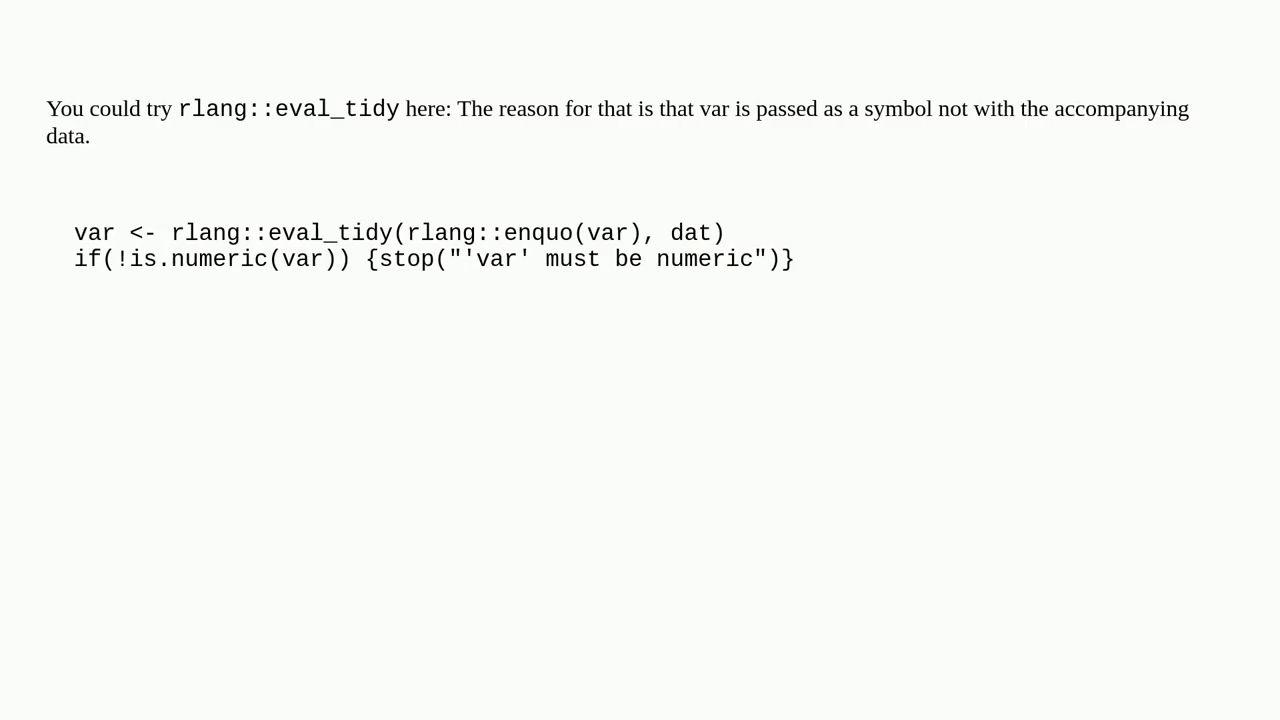 You could try rlang::eval_tidy here: The reason for that is that var is passed as a symbol not with the accompanying
data.
var <- rlang::eval_tidy(rlang::enquo(var), dat)
if(!is.numeric(var)) {stop("'var' must be numeric")}